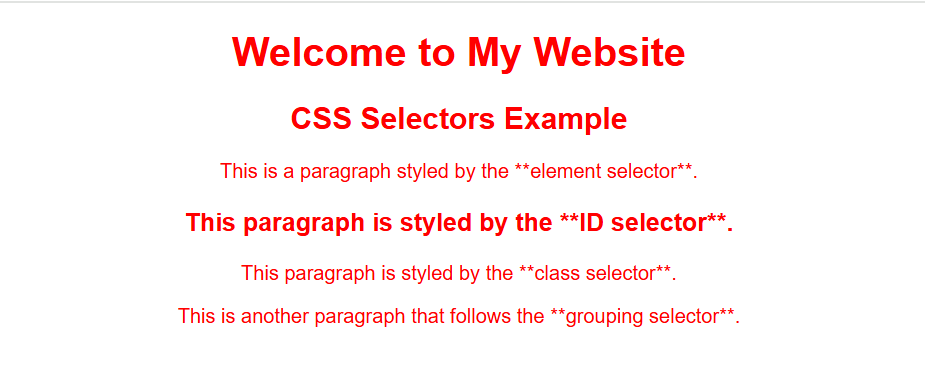 Welcome to My Website
CSS Selectors Example
This is a paragraph styled by the **element selector**.
This paragraph is styled by the **ID selector**.
This paragraph is styled by the **class selector**.
This is another paragraph that follows the **grouping selector**.